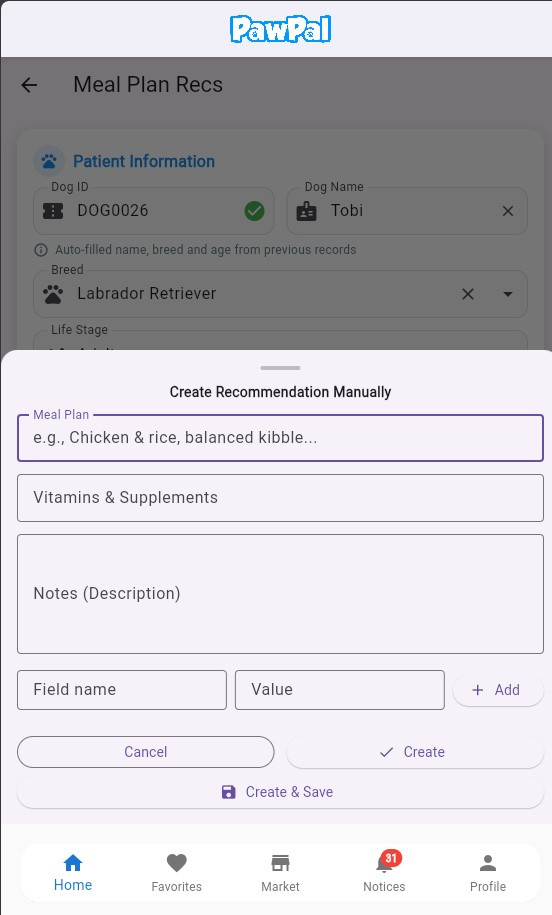 PawPal
Meal Plan Recs
Patient Information
Dog ID
Dog Name
DOG0026
Tobi
Auto-filled name, breed and age from previous records
Breed
Labrador Retriever
Life Stage
Create Recommendation Manually
Meal Plan
e.g., Chicken & rice, balanced kibble...
Vitamins & Supplements
Notes (Description)
Field name
Value
Add
Cancel
Create
Create & Save
31
Home
Favorites
Market
Notices
Profile